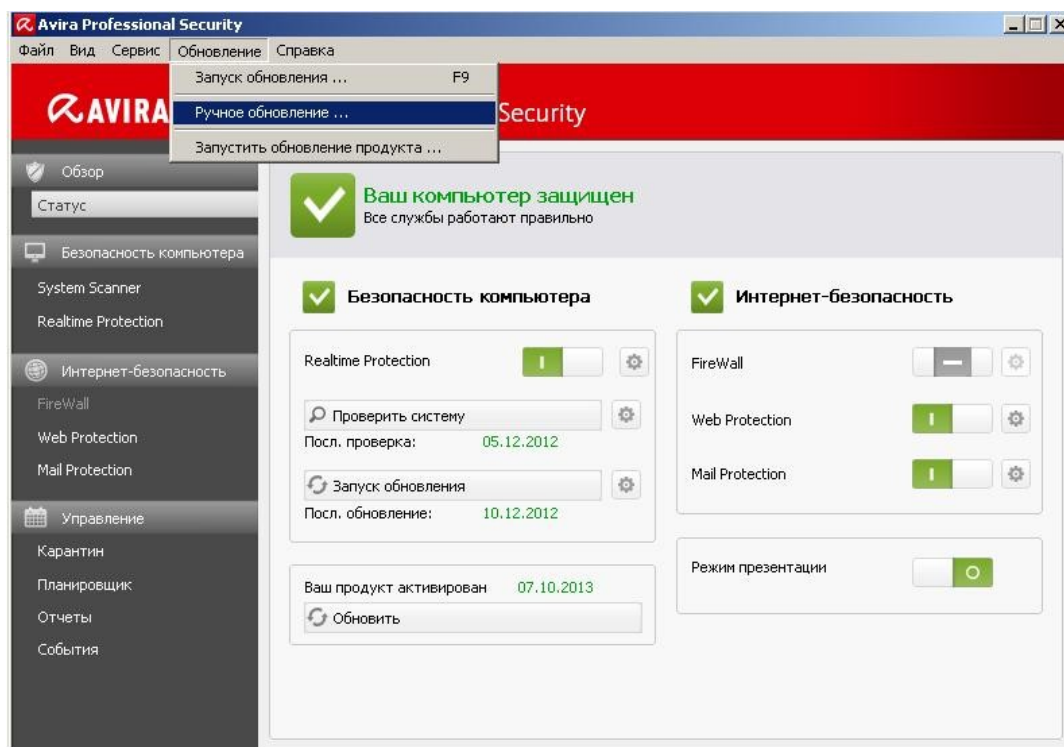 Avira Professional Security
Файл Вид Сервис Обновление Справка
Запуск обновления ... F9
Ручное обновление ...
Запустить обновление продукта ...
AVIRA Security
Обзор
Статус
Безопасность компьютера
System Scanner
Realtime Protection
Интернет-безопасность
FireWall
Web Protection
Mail Protection
Управление
Карантин
Планировщик
Отчеты
События
Ваш компьютер защищен
Все службы работают правильно
Безопасность компьютера
Realtime Protection
Проверить систему
Посл. проверка: 05.12.2012
Запуск обновления
Посл. обновление: 10.12.2012
Ваш продукт активирован 07.10.2013
Обновить
Интернет-безопасность
FireWall
Web Protection
Mail Protection
Режим презентации